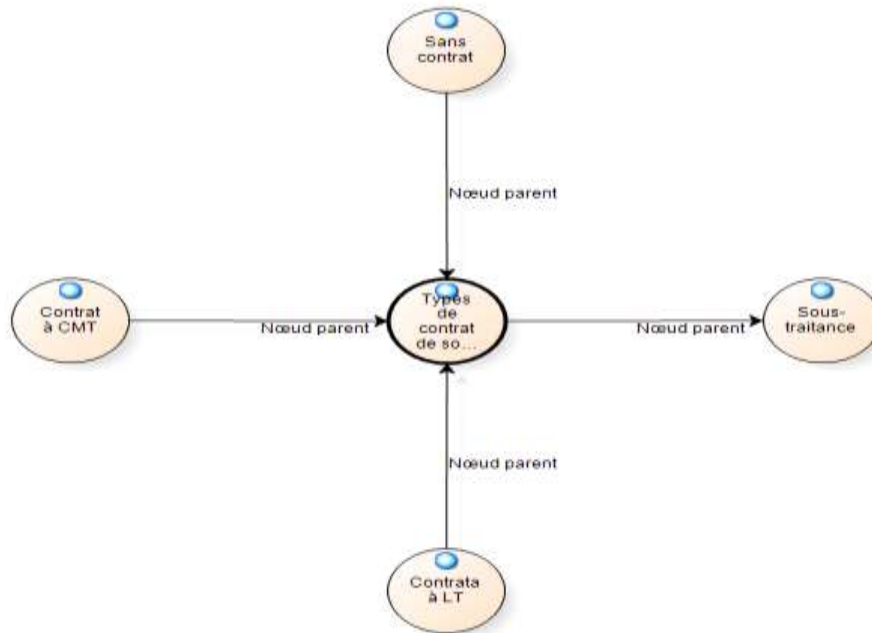 Sans
contrat
Nœud parent
Contrat
à CMT
Nœud parent
Types
de
contrat
de so...
Nœud parent
Sous-
traitance
Nœud parent
Contrata
à LT